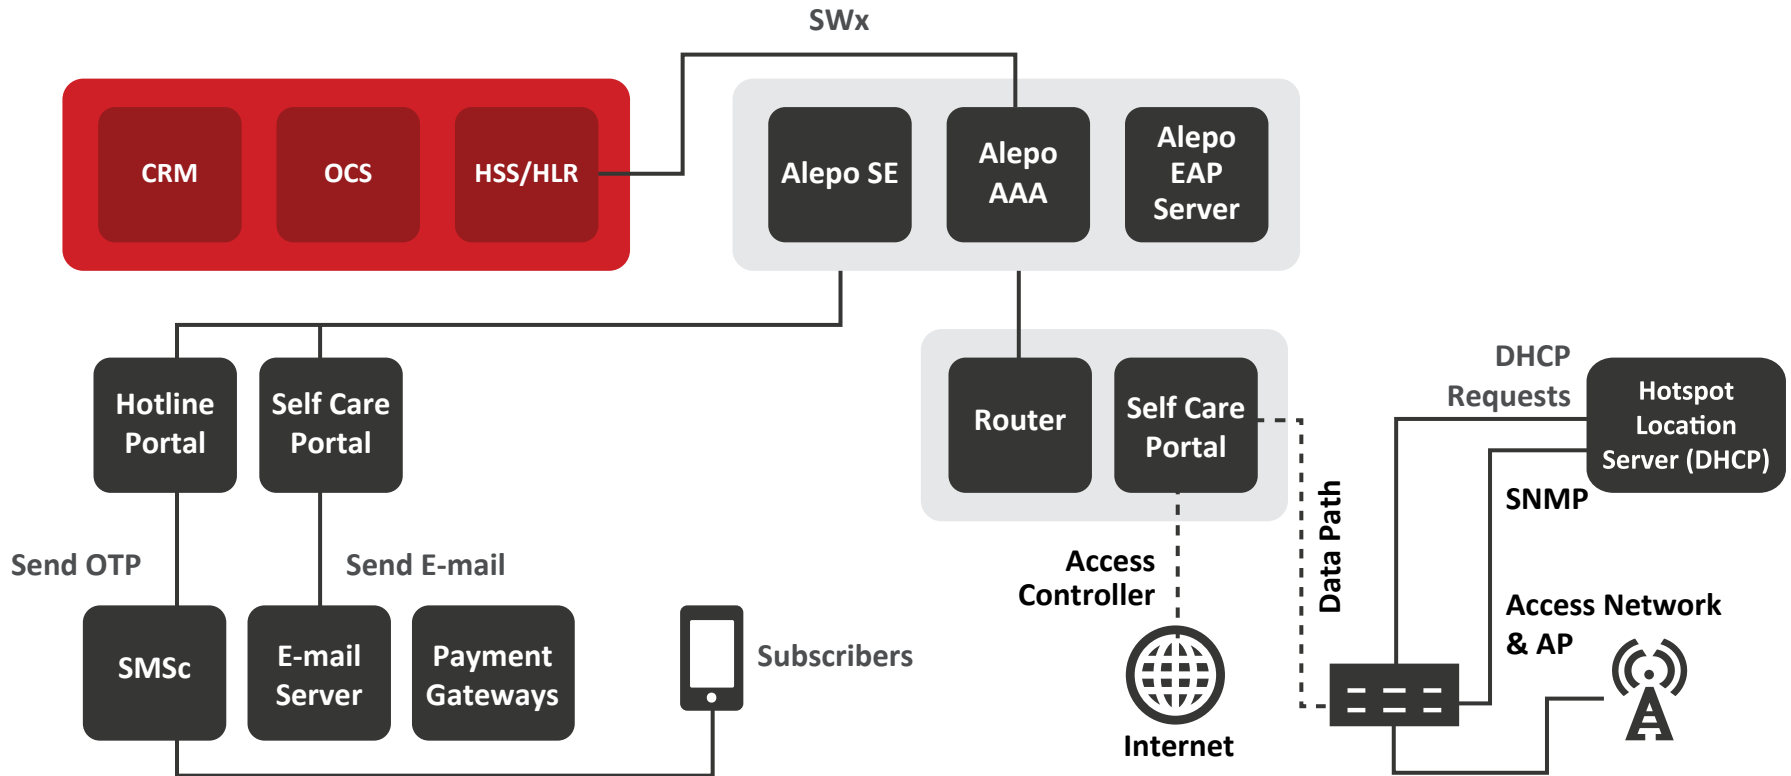 SWx
CRM
OCS
HSS/HLR
Alepo SE
Alepo
AAA
Alepo
EAP
Server
Hotline
Portal
Self Care
Portal
Router
Self Care
Portal
DHCP
Requests
Hotspot
Location
Server (DHCP)
SNMP
Data Path
Access
Controller
Send OTP
Send E-mail
Access Network
& AP
SMSc
E-mail
Server
Payment
Gateways
Subscribers
Internet